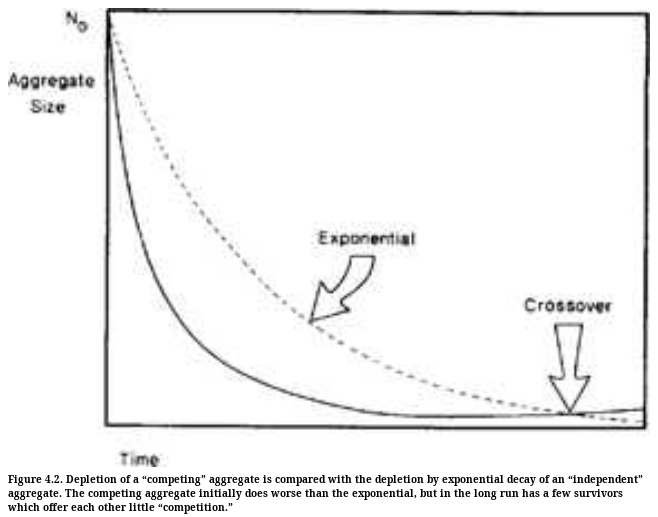 N₀
Aggregate
Size
Exponential
Crossover
Time
Figure 4.2. Depletion of a “competing” aggregate is compared with the depletion by exponential decay of an “independent”
aggregate. The competing aggregate initially does worse than the exponential, but in the long run has a few survivors
which offer each other little “competition.”